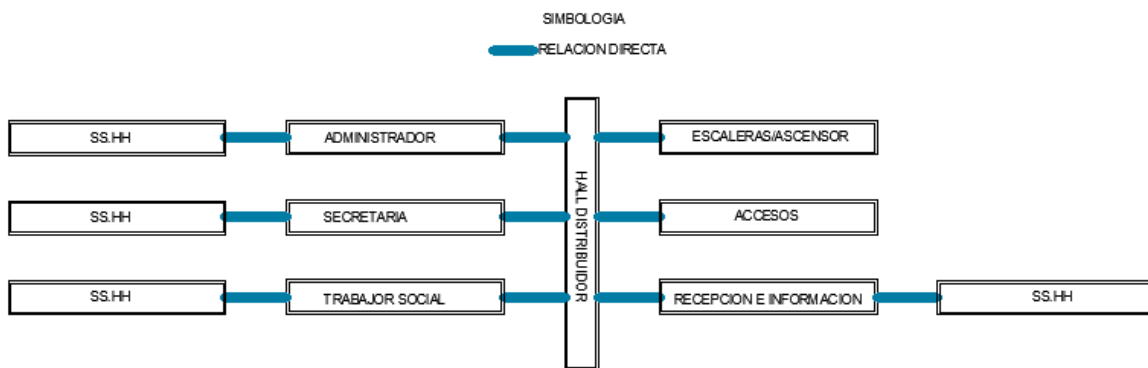 SIMBOLOGIA
RELACION DIRECTA
SS.HH
ADMINISTRADOR
ESCALERAS/ASCENSOR
SS.HH
SECRETARIA
HALL DISTRIBUIDOR
ACCESOS
SS.HH
TRABAJOR SOCIAL
RECEPCION E INFORMACION
SS.HH